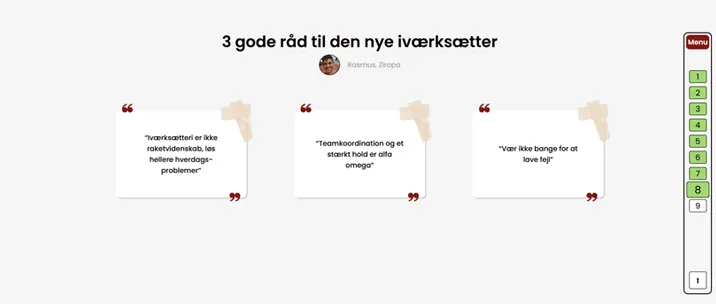 3 gode råd til den nye iværksætter
Rasmus, Ziropa
“Iværksætteri er ikke
raketvidenskab, løs
hellere hverdags-
problemer”
“Teamkoordination og et
stærkt hold er alfa
omega”
“Vær ikke bange for at
lave fejl”
Menu
1
2
3
4
5
6
7
8
9
1